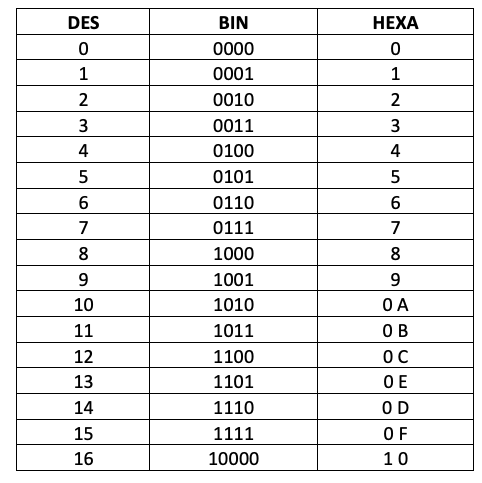 DES BIN HEXA
0 0000 0
1 0001 1
2 0010 2
3 0011 3
4 0100 4
5 0101 5
6 0110 6
7 0111 7
8 1000 8
9 1001 9
10 1010 0 A
11 1011 0 B
12 1100 0 C
13 1101 0 E
14 1110 0 D
15 1111 0 F
16 10000 1 0